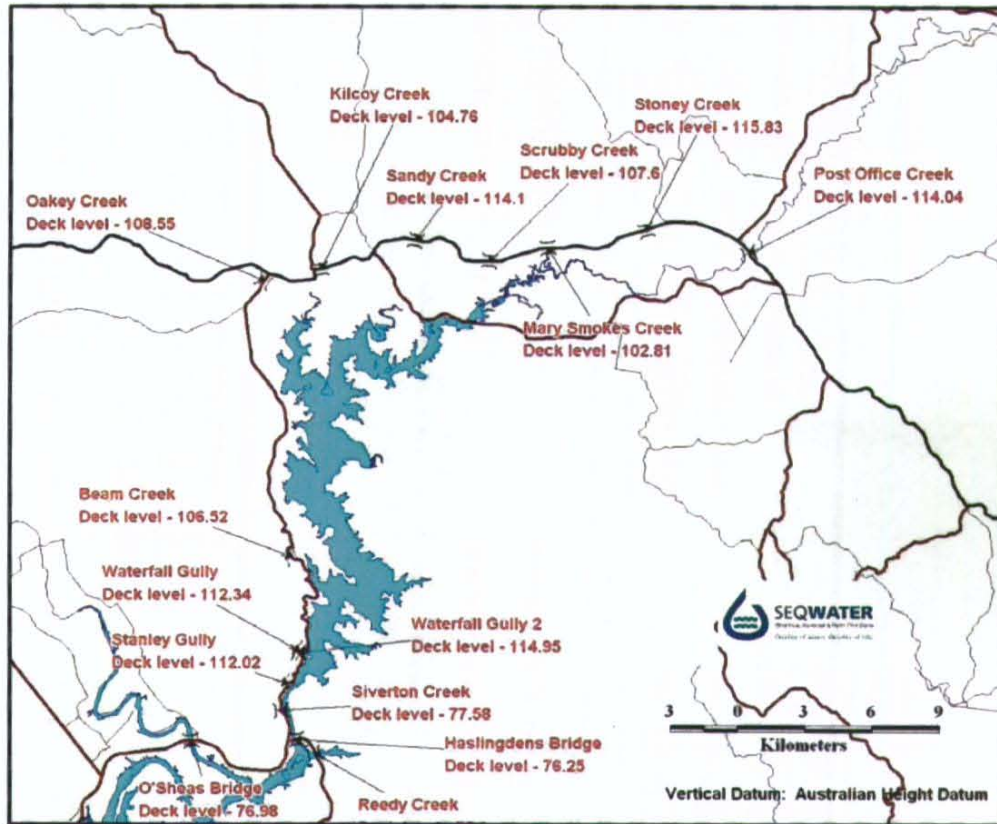 Kilcoy Creek
Deck level - 104.76
Stoney Creek
Deck level - 115.83
Scrubby Creek
Deck level - 107.6
Sandy Creek
Deck level - 114.1
Post Office Creek
Deck level - 114.04
Oakey Creek
Deck level - 108.55
Mary Smokes Creek
Deck level - 102.81
Beam Creek
Deck level - 106.52
Waterfall Gully
Deck level - 112.34
Waterfall Gully 2
Deck level - 114.95
Stanley Gully
Deck level - 112.02
SEQWATER
Siverton Creek
Deck level - 77.58
3 0 3 6 9
Kilometers
Haslingdens Bridge
Deck level - 76.25
O'Sheas Bridge
Deck level - 76.98
Reedy Creek
Vertical Datum: Australian Height Datum